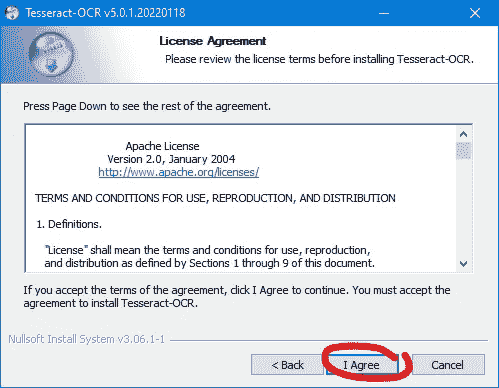 Tesseract-OCR v5.0.1.20220118
License Agreement
Please review the license terms before installing Tesseract-OCR.
Press Page Down to see the rest of the agreement.
Apache License
Version 2.0, January 2004
http://www.apache.org/licenses/
TERMS AND CONDITIONS FOR USE, REPRODUCTION, AND DISTRIBUTION
1. Definitions.
"License" shall mean the terms and conditions for use, reproduction,
and distribution as defined by Sections 1 through 9 of this document.
If you accept the terms of the agreement, click I Agree to continue. You must accept the
agreement to install Tesseract-OCR.
Nullsoft Install System v3.06.1-1
< Back
I Agree
Cancel